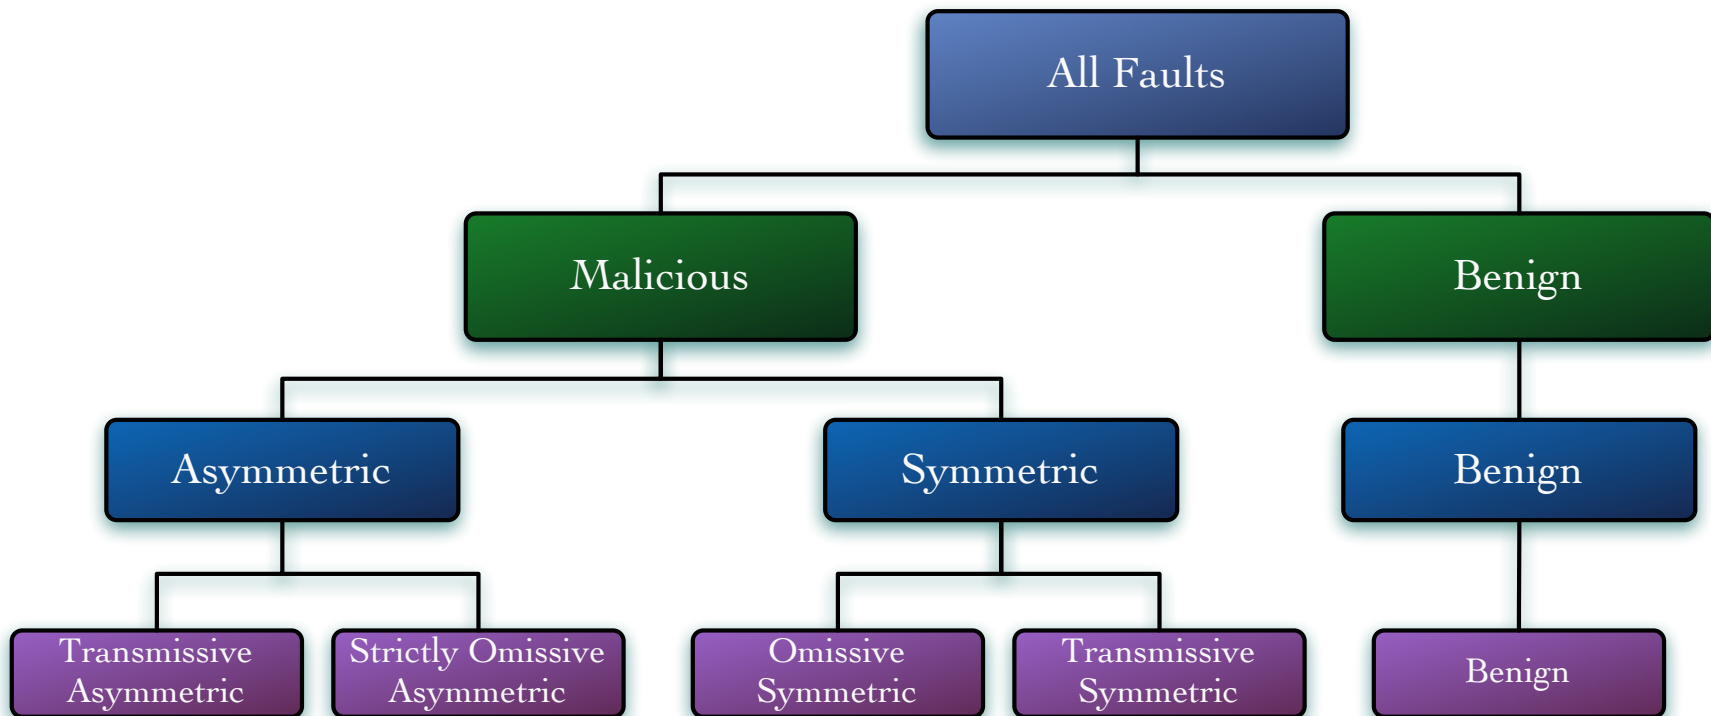 All Faults
Malicious
Benign
Asymmetric
Symmetric
Benign
Transmissive
Asymmetric
Strictly Omissive
Asymmetric
Omissive
Symmetric
Transmissive
Symmetric
Benign